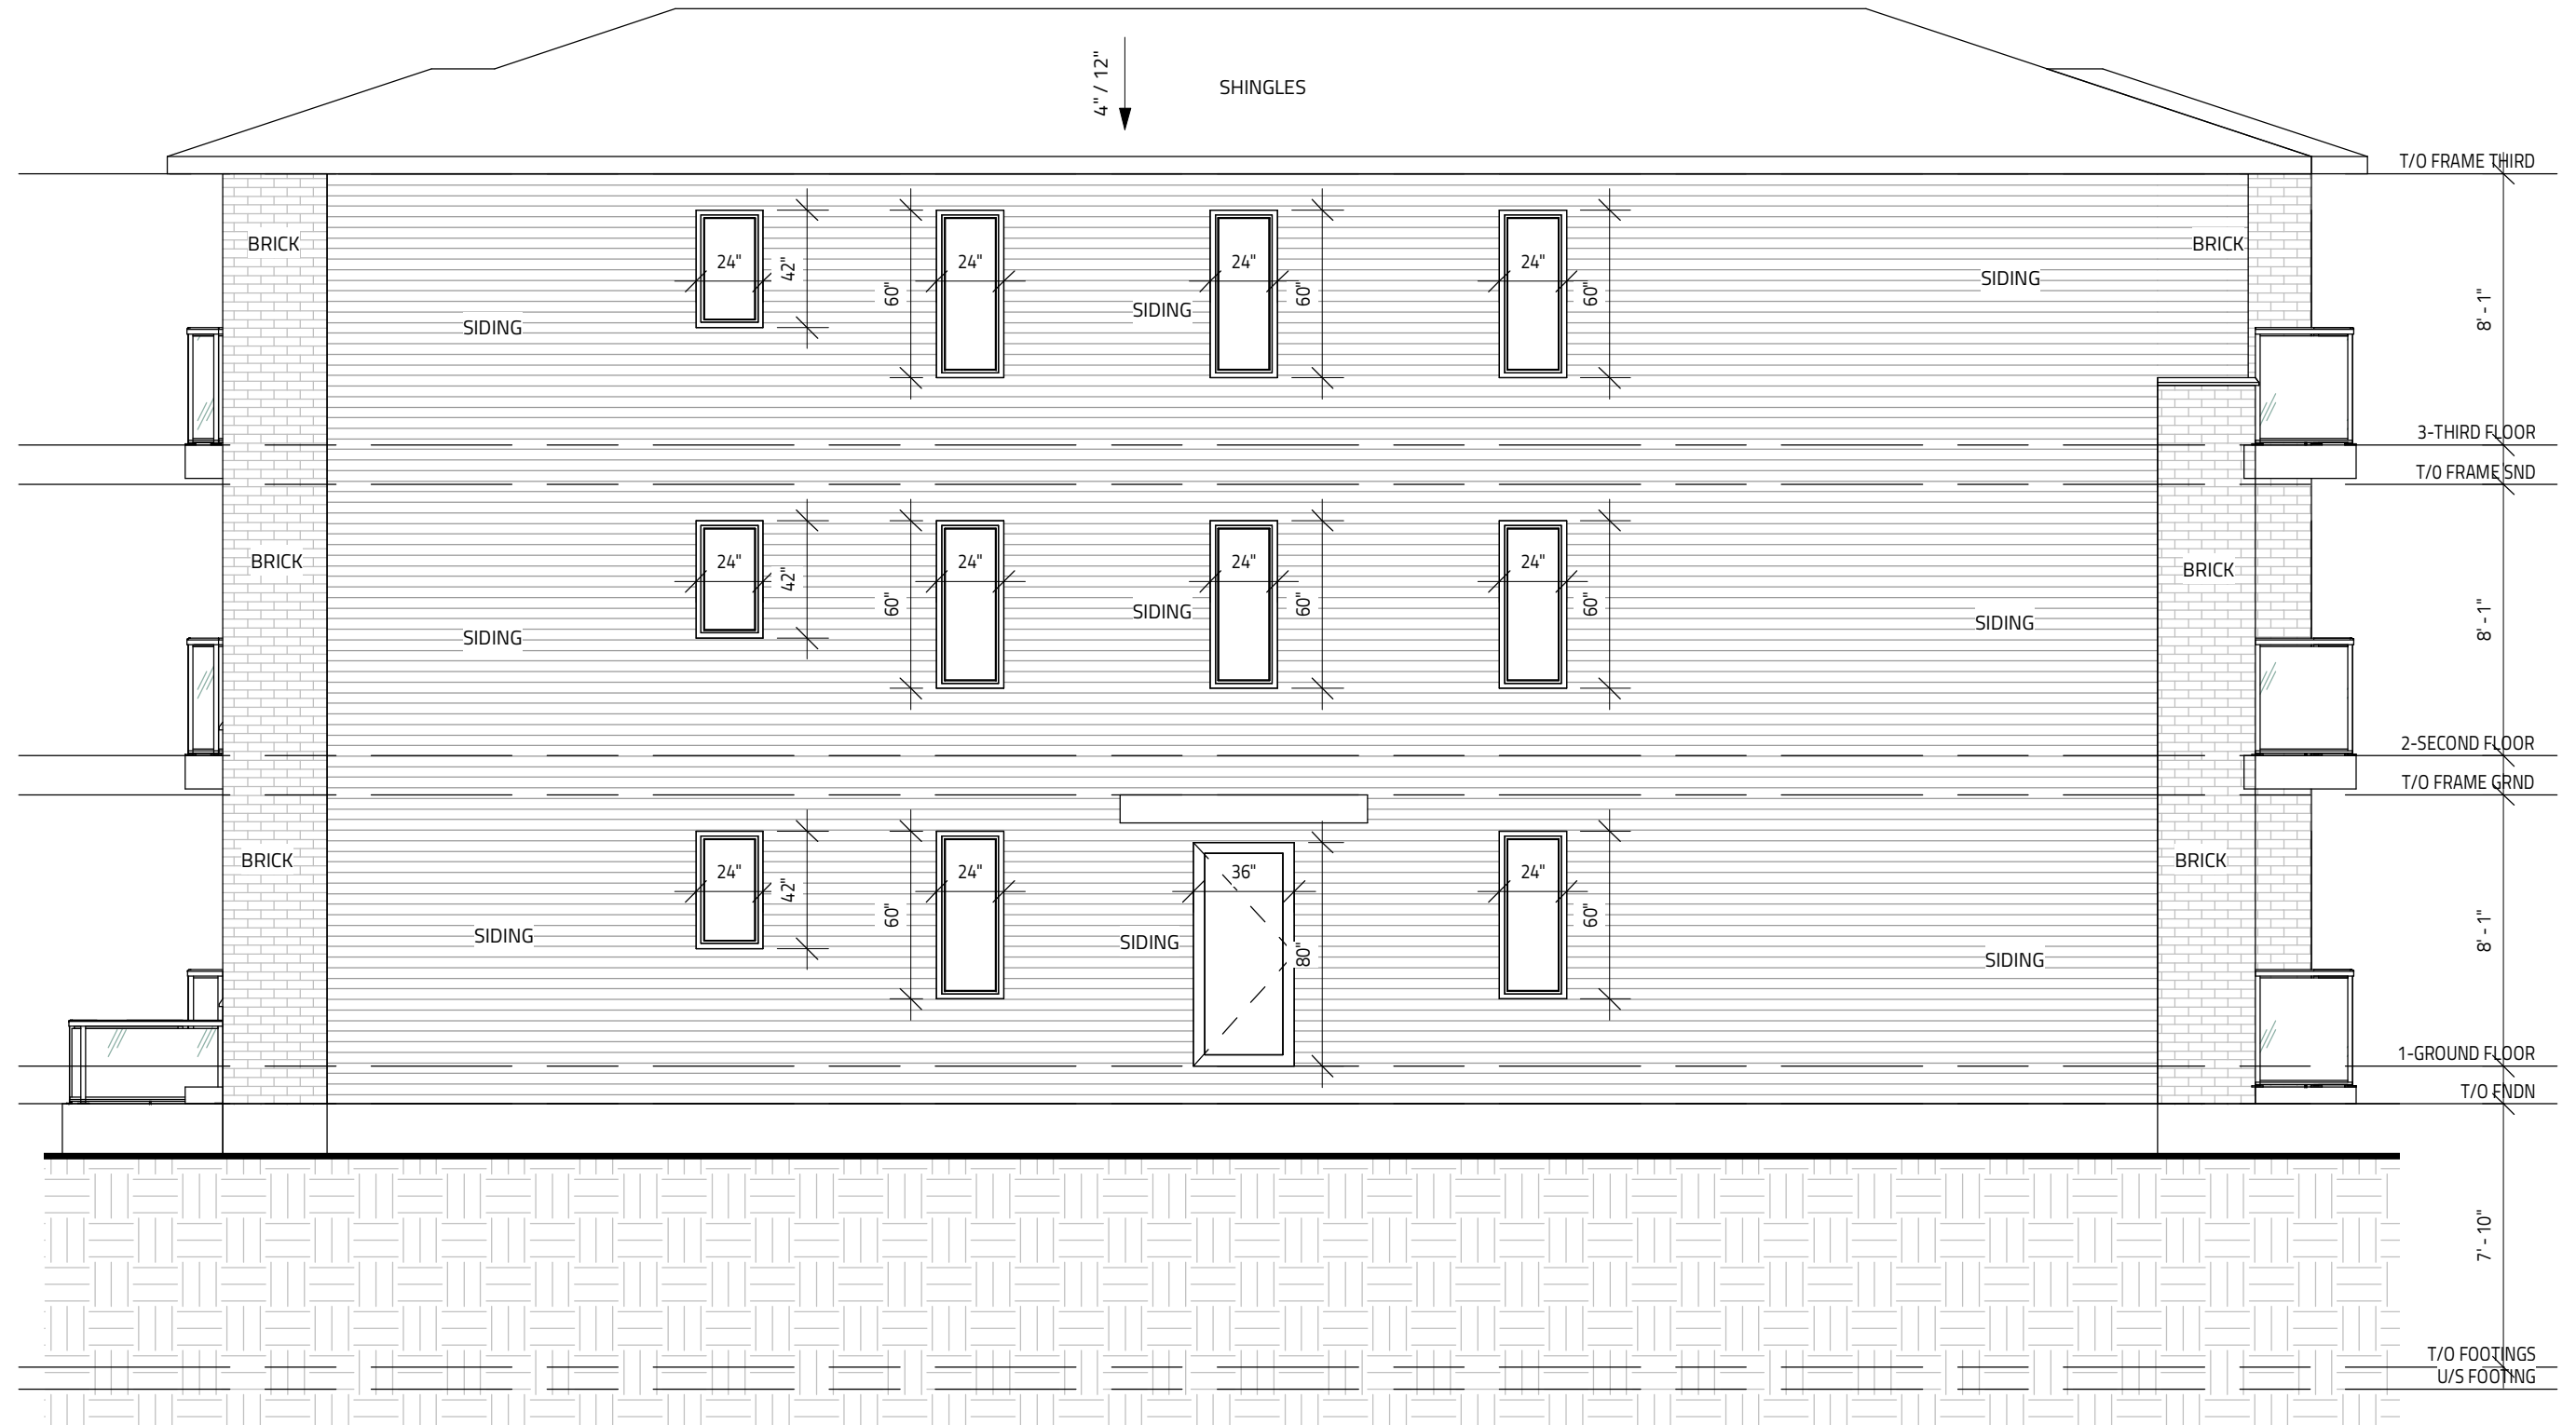 4" / 12"
SHINGLES
T/O FRAME THIRD
BRICK
BRICK
24"
42"
24"
60"
24"
60"
24"
60"
SIDING
SIDING
SIDING
8' - 1"
3-THIRD FLOOR
T/O FRAME SND
BRICK
BRICK
24"
42"
24"
60"
24"
60"
24"
60"
SIDING
SIDING
SIDING
8' - 1"
2-SECOND FLOOR
T/O FRAME GRND
BRICK
BRICK
24"
42"
24"
60"
36"
80"
24"
60"
SIDING
SIDING
SIDING
8' - 1"
1-GROUND FLOOR
T/O FNDN
7' - 10"
T/O FOOTINGS
U/S FOOTING